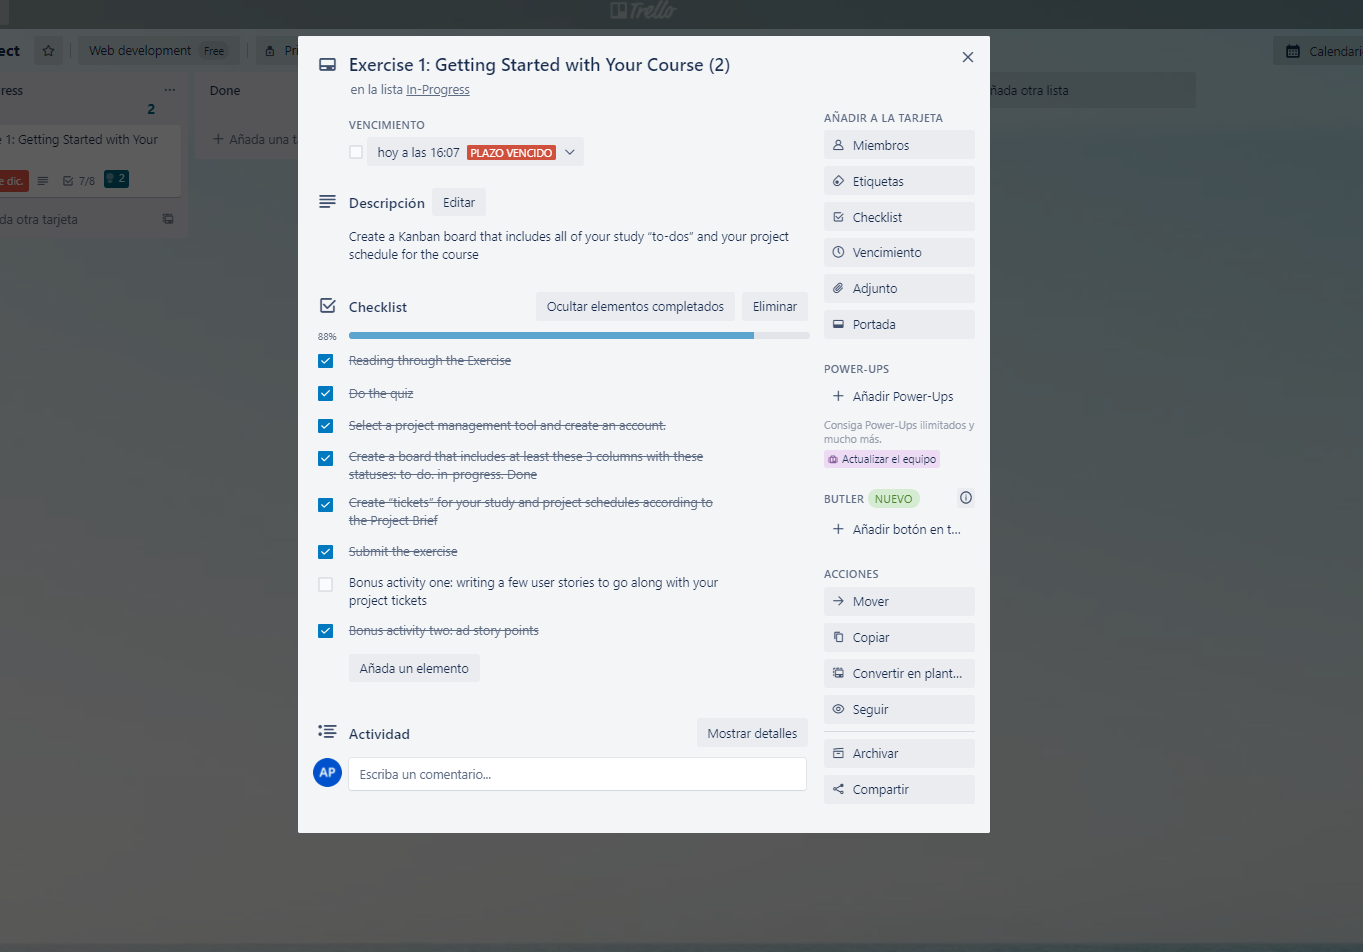 Trello
ect
Web development Free
Pri
Calendari
ress
2
Done
ñada otra lista
e 1: Getting Started with Your
Añada una t
e dic.
7/8
2
da otra tarjeta
Exercise 1: Getting Started with Your Course (2)
en la lista In-Progress
VENCIMIENTO
hoy a las 16:07 PLAZO VENCIDO
Descripción Editar
Create a Kanban board that includes all of your study “to-dos” and your project
schedule for the course
Checklist Ocultar elementos completados Eliminar
88%
Reading through the Exercise
Do the quiz
Select a project management tool and create an account.
Create a board that includes at least these 3 columns with these
statuses: to-do. in-progress. Done
Create “tickets” for your study and project schedules according to
the Project Brief
Submit the exercise
Bonus activity one: writing a few user stories to go along with your
project tickets
Bonus activity two: ad story points
Añada un elemento
Actividad Mostrar detalles
AP Escriba un comentario...
AÑADIR A LA TARJETA
Miembros
Etiquetas
Checklist
Vencimiento
Adjunto
Portada
POWER-UPS
Añadir Power-Ups
Consiga Power-Ups ilimitados y
mucho más.
Actualizar el equipo
BUTLER NUEVO
Añadir botón en t...
ACCIONES
Mover
Copiar
Convertir en plant...
Seguir
Archivar
Compartir